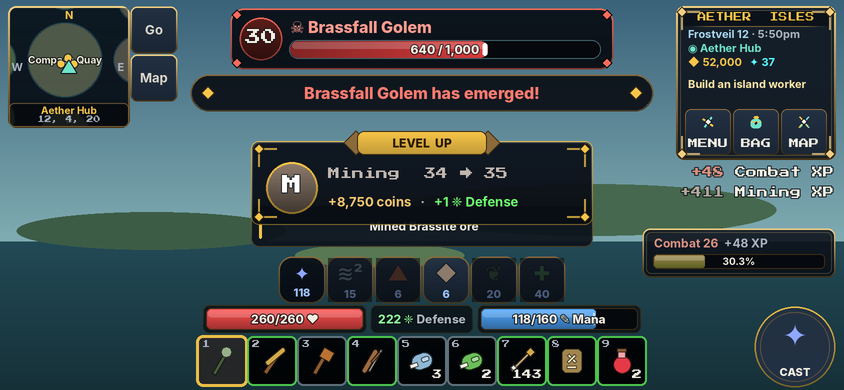 N
W
E
Compa Quay
Aether Hub
12, 4, 20
Go
Map
30
☠ Brassfall Golem
640 / 1,000
Brassfall Golem has emerged!
LEVEL UP
M
Mining 34 ➡ 35
+8,750 coins · +1 ❈ Defense
Mined Brassite ore
AETHER ISLES
Frostveil 12 · 5:50pm
◉ Aether Hub
◆ 52,000 ✦ 37
Build an island worker
MENU
BAG
MAP
+48 Combat XP
+411 Mining XP
Combat 26 +48 XP
30.3%
118
2
15
6
6
20
40
260/260 ♥
222 ❈ Defense
118/160 ✎ Mana
1
2
3
4
5
3
6
2
7
143
8
9
2
CAST